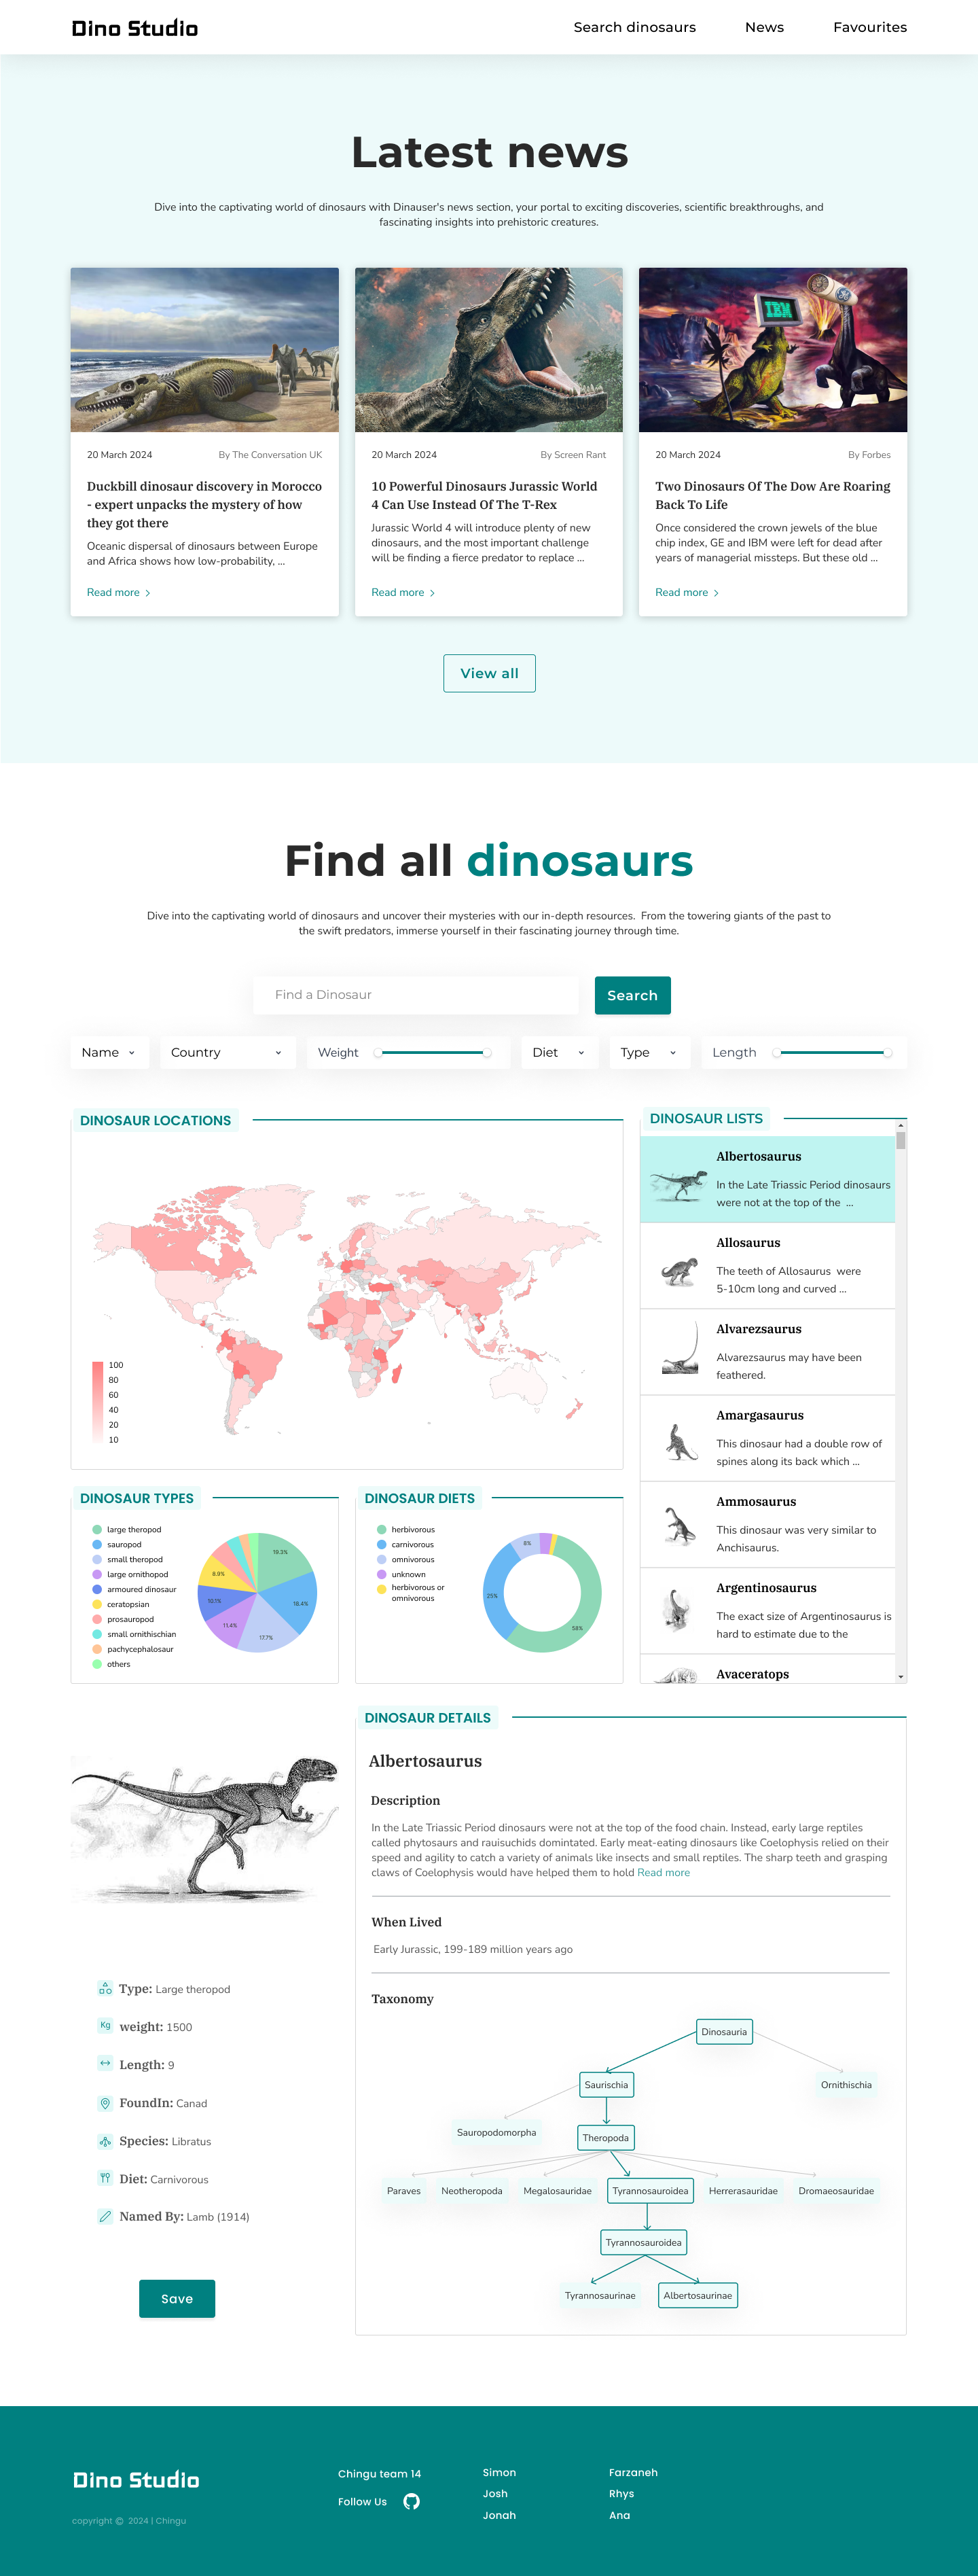 Dino Studio
Search dinosaurs
News
Favourites
Latest news
Dive into the captivating world of dinosaurs with Dinauser's news section, your portal to exciting discoveries, scientific breakthroughs, and
fascinating insights into prehistoric creatures.
IBM
20 March 2024
By The Conversation UK
Duckbill dinosaur discovery in Morocco
- expert unpacks the mystery of how
they got there
Oceanic dispersal of dinosaurs between Europe
and Africa shows how low-probability, ...
Read more
20 March 2024
By Screen Rant
10 Powerful Dinosaurs Jurassic World
4 Can Use Instead Of The T-Rex
Jurassic World 4 will introduce plenty of new
dinosaurs, and the most important challenge
will be finding a fierce predator to replace ...
Read more
20 March 2024
By Forbes
Two Dinosaurs Of The Dow Are Roaring
Back To Life
Once considered the crown jewels of the blue
chip index, GE and IBM were left for dead after
years of managerial missteps. But these old ...
Read more
View all
Find all dinosaurs
Dive into the captivating world of dinosaurs and uncover their mysteries with our in-depth resources. From the towering giants of the past to
the swift predators, immerse yourself in their fascinating journey through time.
Find a Dinosaur
Search
Name
Country
Weight
Diet
Type
Length
DINOSAUR LOCATIONS
100
80
60
40
20
10
DINOSAUR LISTS
Albertosaurus
In the Late Triassic Period dinosaurs
were not at the top of the ...
Allosaurus
The teeth of Allosaurus were
5-10cm long and curved ...
Alvarezsaurus
Alvarezsaurus may have been
feathered.
Amargasaurus
This dinosaur had a double row of
spines along its back which ...
Ammosaurus
This dinosaur was very similar to
Anchisaurus.
Argentinosaurus
The exact size of Argentinosaurus is
hard to estimate due to the
Avaceratops
DINOSAUR TYPES
large theropod
sauropod
small theropod
large ornithopod
armoured dinosaur
ceratopsian
prosauropod
small ornithischian
pachycephalosaur
others
19.3%
16.4%
17.7%
11.4%
10.1%
8.9%
DINOSAUR DIETS
herbivorous
carnivorous
omnivorous
unknown
herbivorous or
omnivorous
8%
25%
58%
DINOSAUR DETAILS
Albertosaurus
Description
In the Late Triassic Period dinosaurs were not at the top of the food chain. Instead, early large reptiles
called phytosaurs and rauisuchids domintated. Early meat-eating dinosaurs like Coelophysis relied on their
speed and agility to catch a variety of animals like insects and small reptiles. The sharp teeth and grasping
claws of Coelophysis would have helped them to hold Read more
When Lived
Early Jurassic, 199-189 million years ago
Taxonomy
Dinosauria
Saurischia
Ornithischia
Sauropodomorpha
Theropoda
Paraves
Neotheropoda
Megalosauridae
Tyrannosauroidea
Herrerasauridae
Dromaeosauridae
Tyrannosauroidea
Tyrannosaurinae
Albertosaurinae
Type: Large theropod
Kg
weight: 1500
Length: 9
FoundIn: Canad
Species: Libratus
Diet: Carnivorous
Named By: Lamb (1914)
Save
Dino Studio
copyright © 2024 | Chingu
Chingu team 14
Follow Us
Simon
Josh
Jonah
Farzaneh
Rhys
Ana